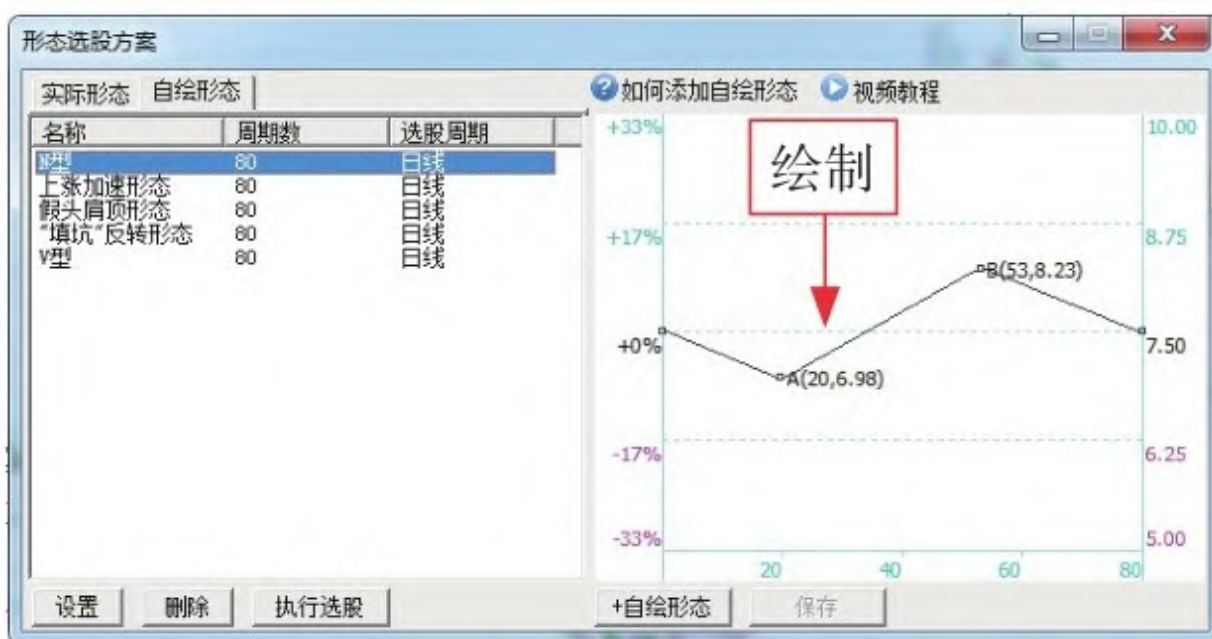 形态选股方案
实际形态 自绘形态
如何添加自绘形态 视频教程
名称 周期数 选股周期
N型 80 日线
上涨加速形态 80 日线
假头肩顶形态 80 日线
"填坑"反转形态 80 日线
V型 80 日线
+33% 10.00
绘制
+17% 8.75
B(53,8.23)
+0% 7.50
A(20,6.98)
-17% 6.25
-33% 5.00
20 40 60 80
设置 删除 执行选股 +自绘形态 保存